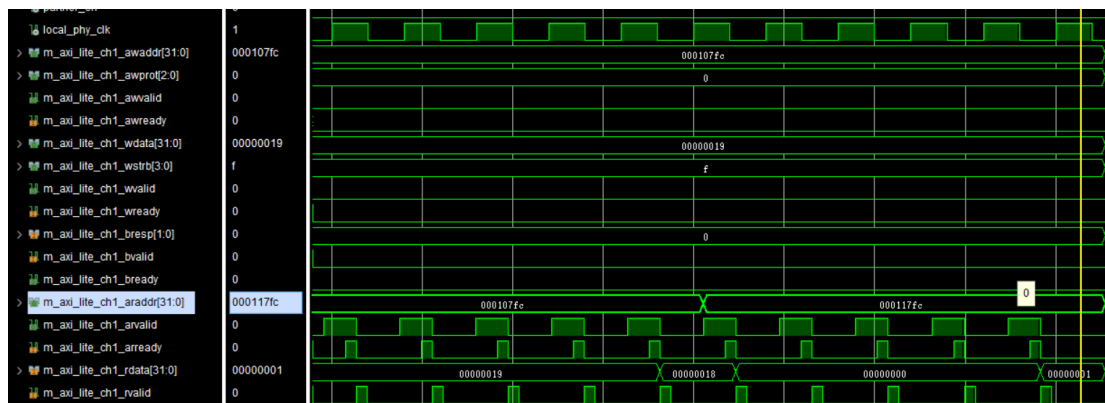 local_phy_clk 1
m_axi_lite_ch1_awaddr[31:0] 000107fc 000107fc
m_axi_lite_ch1_awprot[2:0] 0 0
m_axi_lite_ch1_awvalid 0
m_axi_lite_ch1_awready 0
m_axi_lite_ch1_wdata[31:0] 00000019 00000019
m_axi_lite_ch1_wstrb[3:0] f f
m_axi_lite_ch1_wvalid 0
m_axi_lite_ch1_wready 0
m_axi_lite_ch1_bresp[1:0] 0 0
m_axi_lite_ch1_bvalid 0
m_axi_lite_ch1_bready 0
m_axi_lite_ch1_araddr[31:0] 000117fc 000107fc 000117fc 0
m_axi_lite_ch1_arvalid 0
m_axi_lite_ch1_arready 0
m_axi_lite_ch1_rdata[31:0] 00000001 00000019 00000018 00000000 00000001
m_axi_lite_ch1_rvalid 0